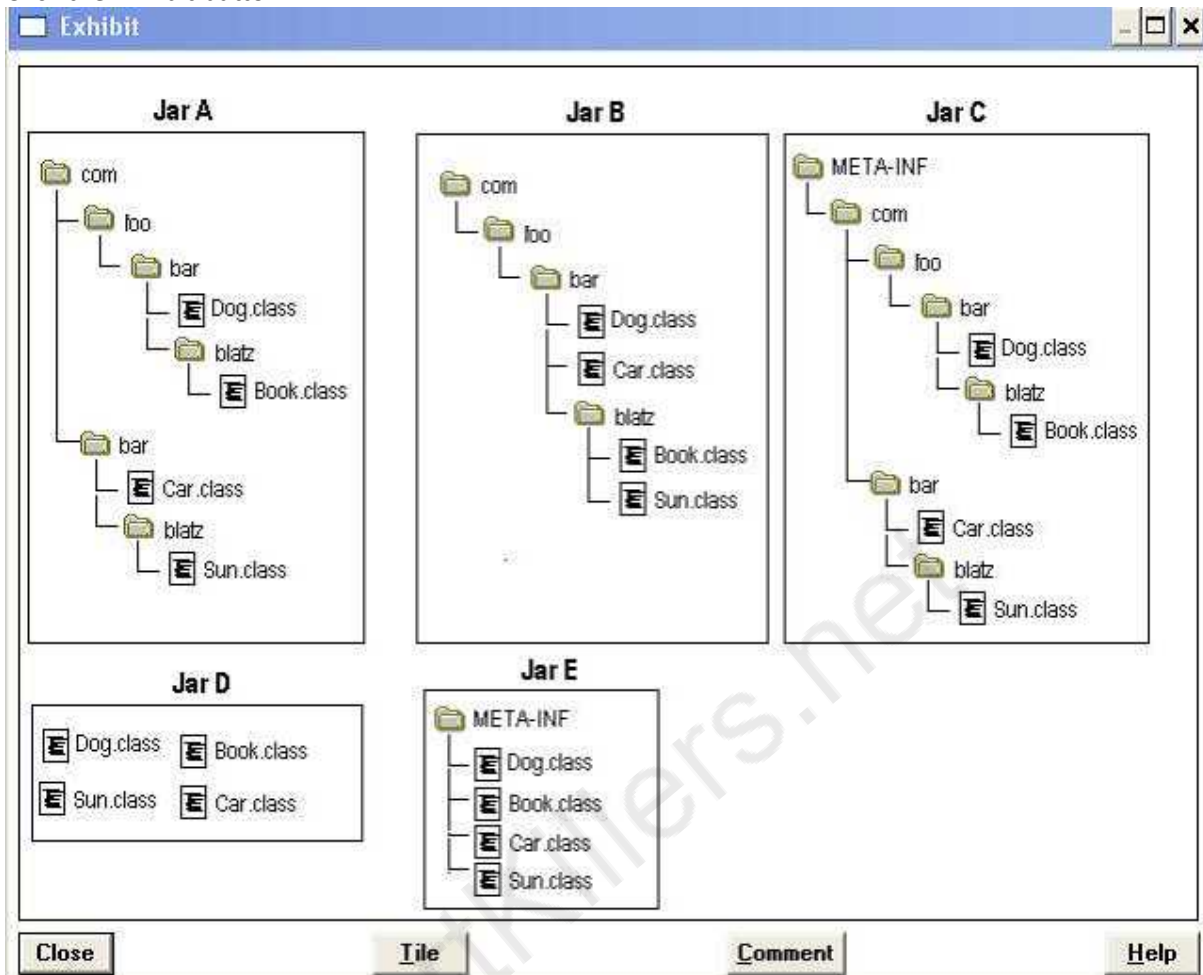 Exhibit
Jar A
com
foo
bar
Dog.class
blatz
Book.class
bar
Car.class
blatz
Sun.class
Jar B
com
foo
bar
Dog.class
Car.class
blatz
Book.class
Sun.class
Jar C
META-INF
com
foo
bar
Dog.class
blatz
Book.class
bar
Car.class
blatz
Sun.class
Jar D
Dog.class Book.class
Sun.class Car.class
Jar E
META-INF
Dog.class
Book.class
Car.class
Sun.class
Close Tile Comment Help